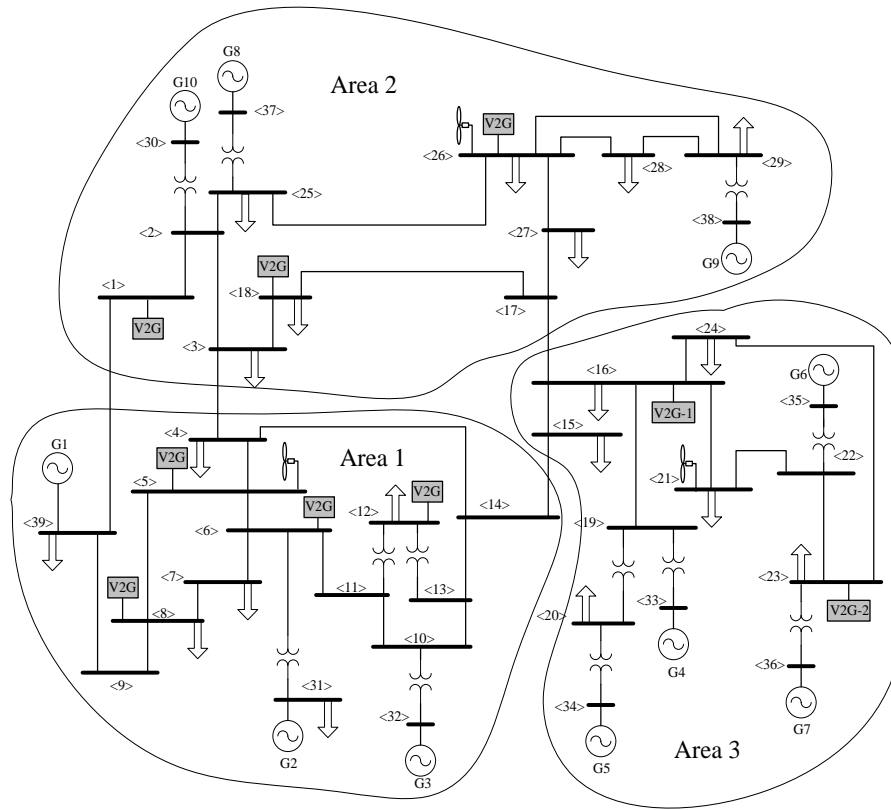 G8
G10
Area 2
<37>
<30>
V2G
<26>
<28>
<29>
<25>
<38>
<2>
<27>
G9
<1>
V2G
<18>
V2G
<17>
<3>
<24>
<16>
G6
V2G-1
<35>
<15>
<4>
Area 1
G1
V2G
<5>
<22>
<21>
V2G
<12>
V2G
<14>
<39>
<6>
<19>
<7>
V2G
<11>
<13>
<23>
V2G-2
<8>
<20>
<33>
<10>
G4
<9>
<31>
<36>
<32>
<34>
G7
G2
G3
G5
Area 3